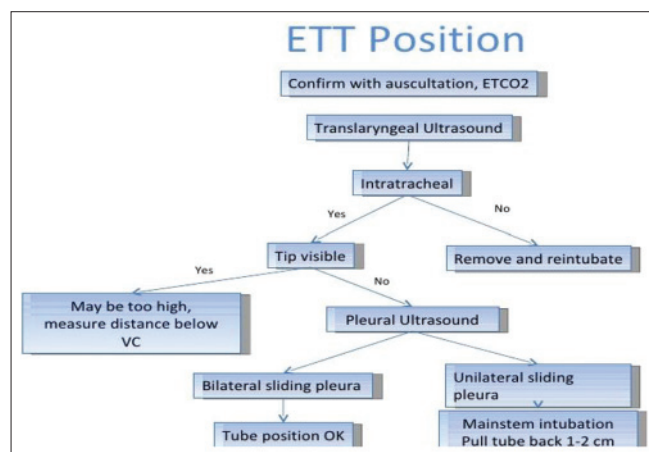 ETT Position
Confirm with auscultation, ETCO2
Translaryngeal Ultrasound
Intratracheal
Yes
No
Tip visible
Remove and reintubate
Yes
No
May be too high,
measure distance below
VC
Pleural Ultrasound
Bilateral sliding pleura
Unilateral sliding
pleura
Tube position OK
Mainstem intubation
Pull tube back 1-2 cm